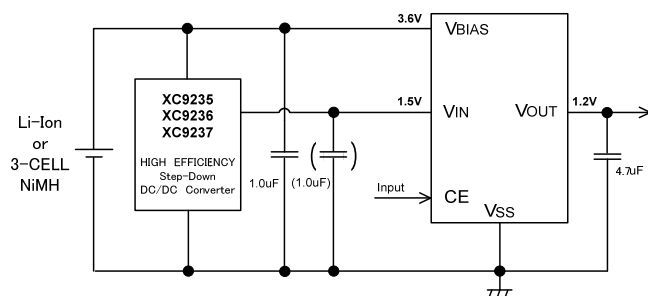 3.6V
VBIAS
XC9235
XC9236
XC9237
1.5V
VIN
VOUT
1.2V
Li-Ion
or
3-CELL
NiMH
HIGH EFFICIENCY
Step-Down
DC/DC Converter
1.0uF
(1.0uF)
Input
CE
4.7uF
VSS